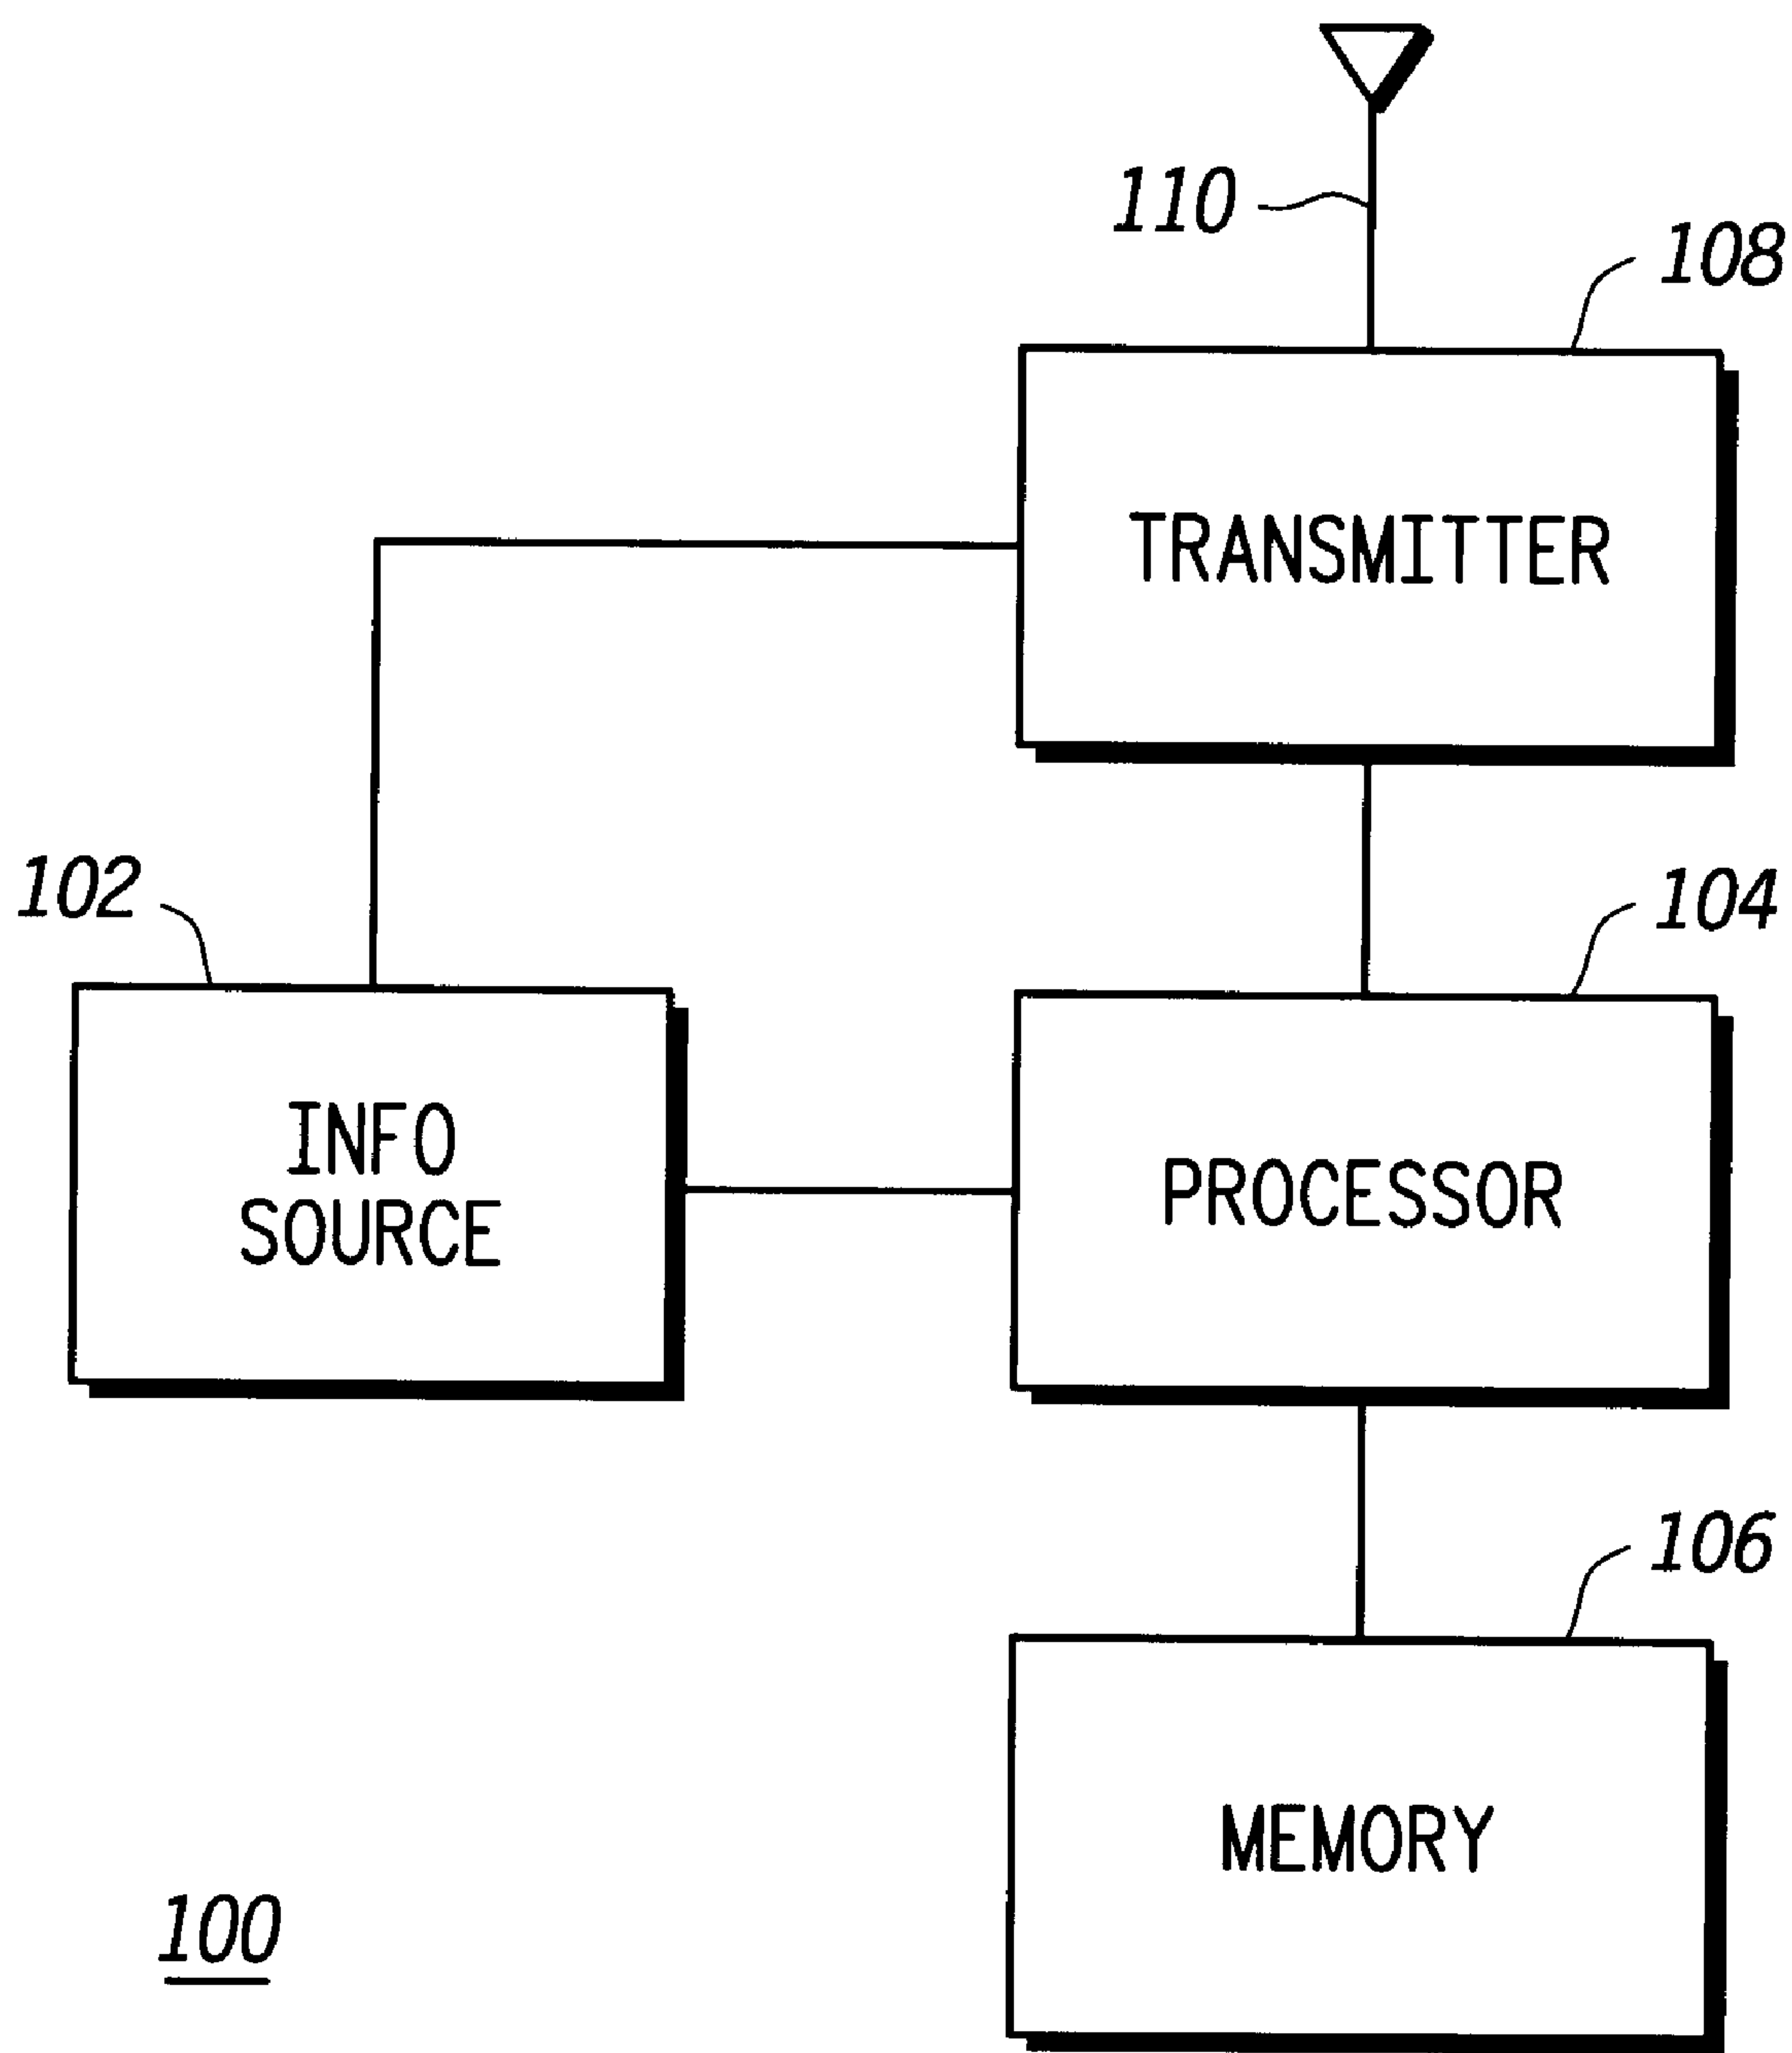 110
108
TRANSMITTER
102
104
INFO
SOURCE
PROCESSOR
106
MEMORY
100